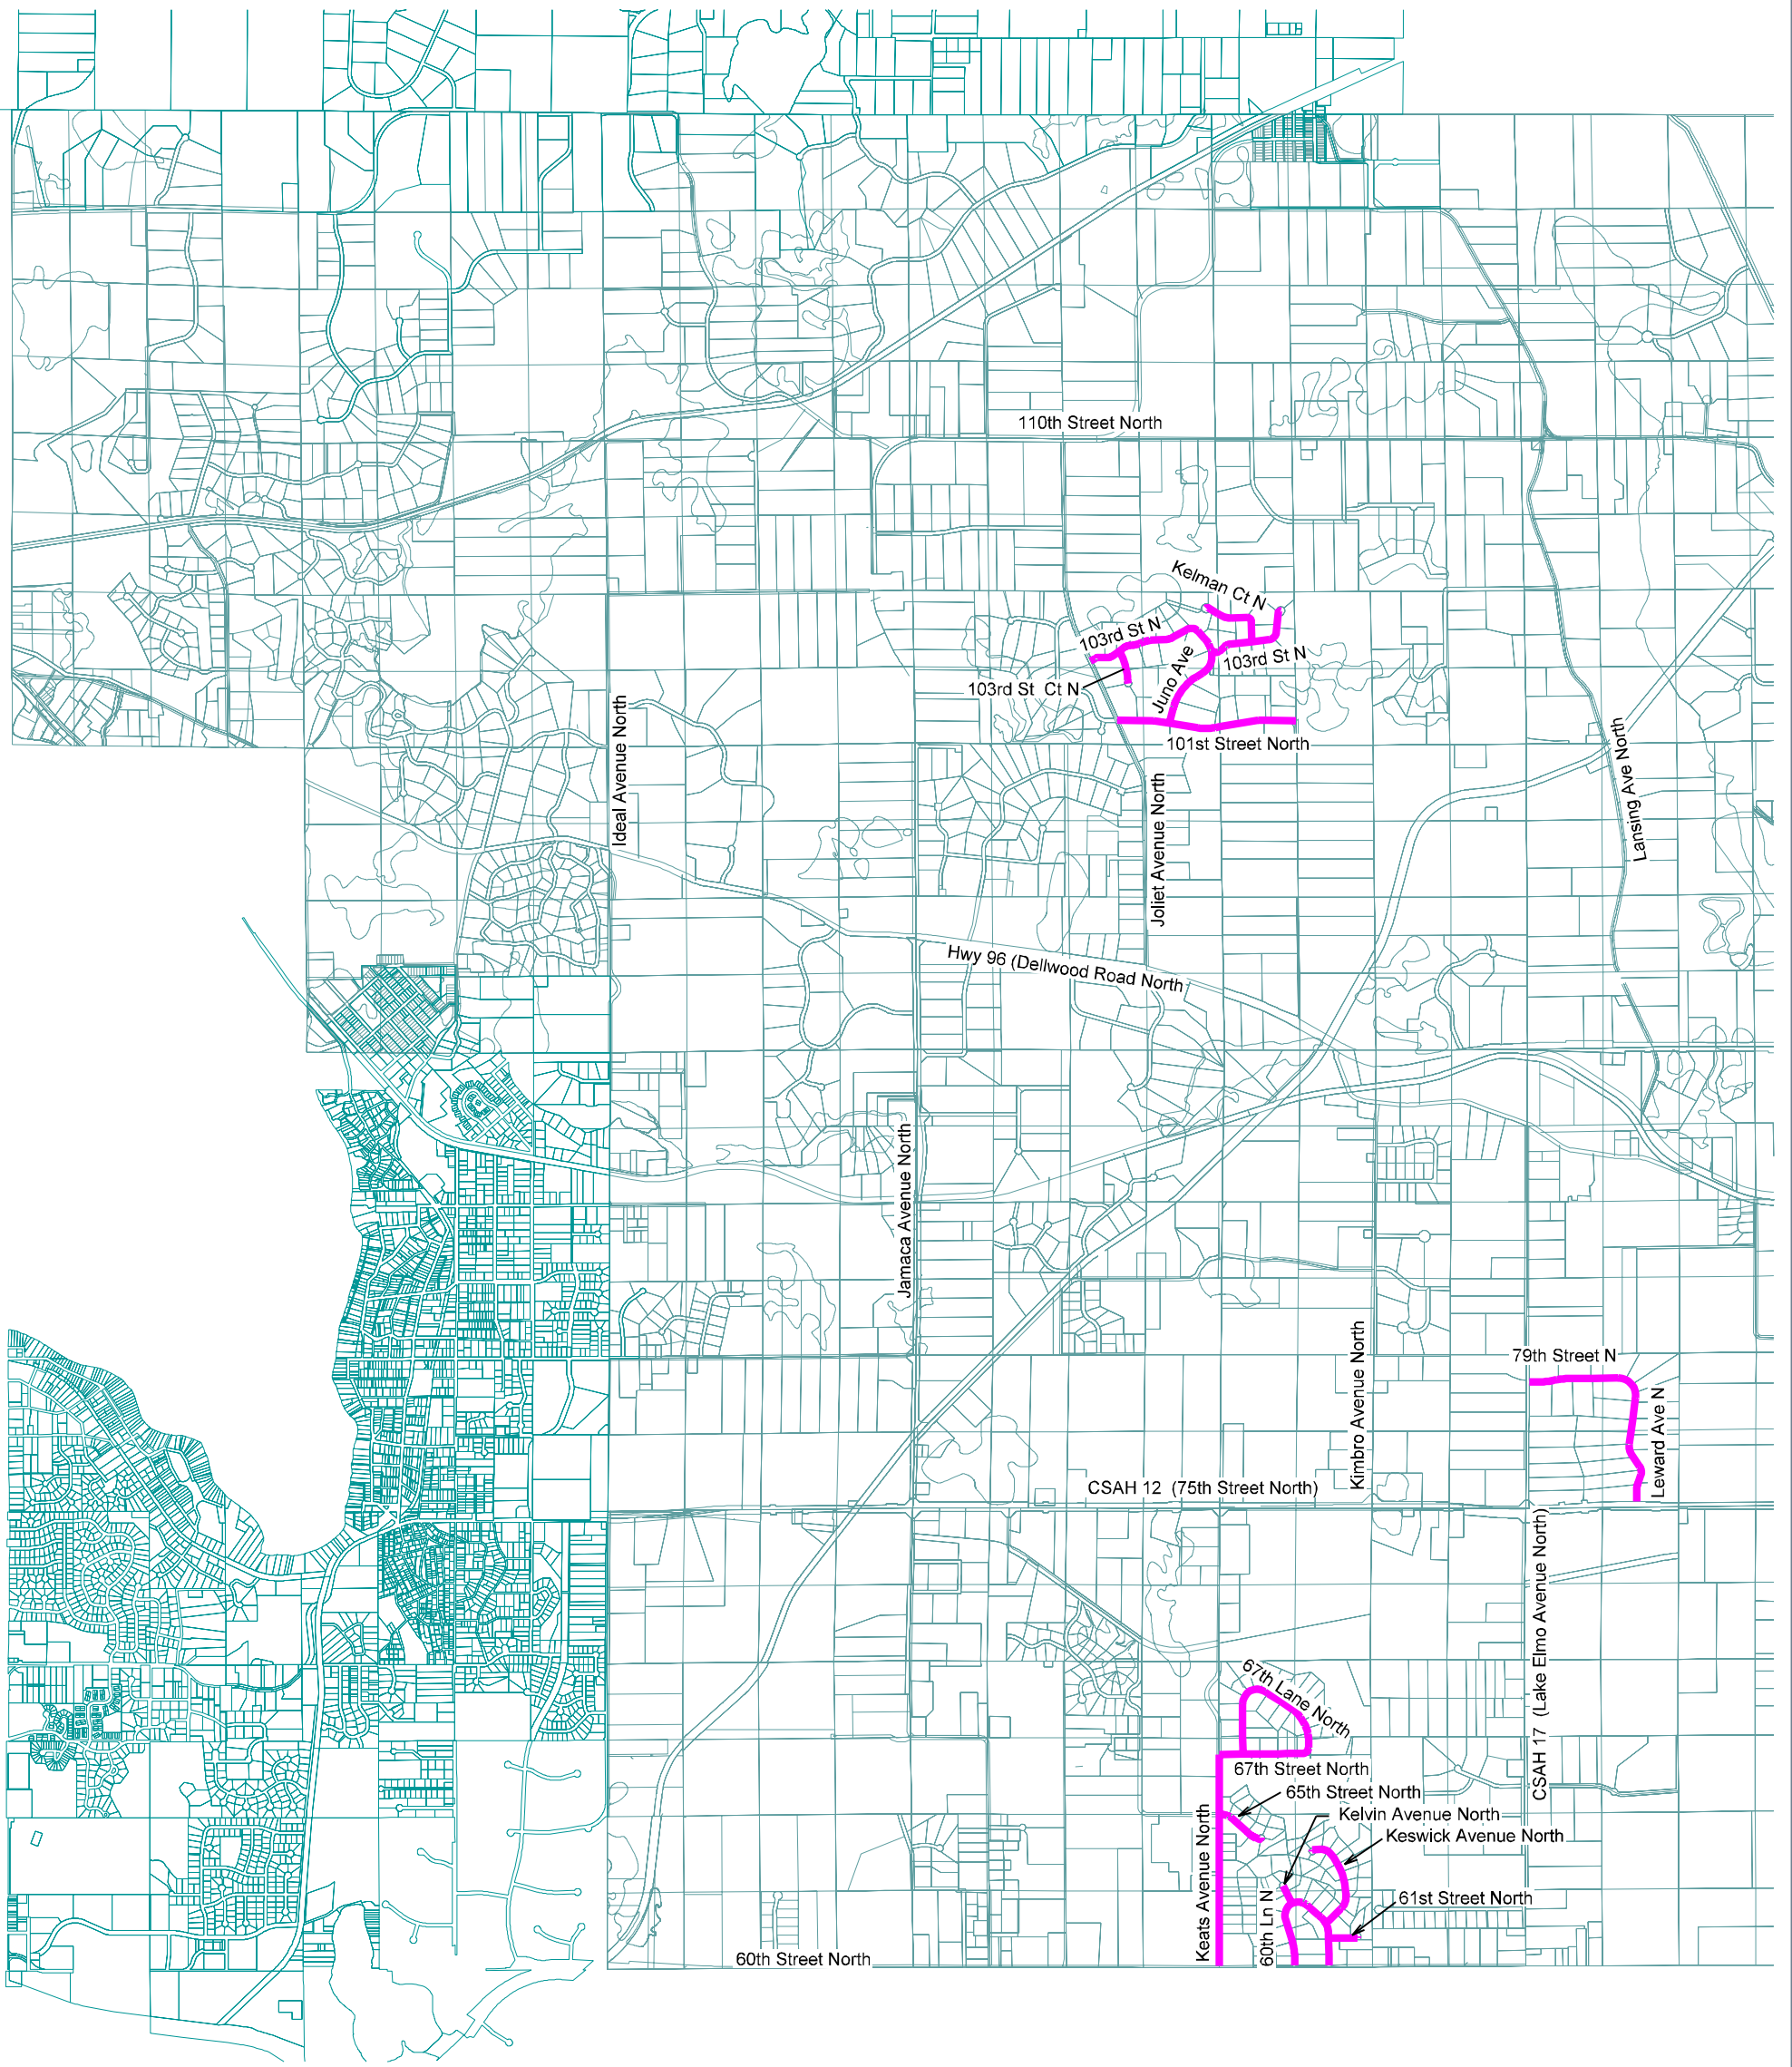 110th Street North
Kelman Ct N
103rd St N
103rd St N
Juno Ave
103rd St Ct N
101st Street North
Ideal Avenue North
Joliet Avenue North
Lansing Ave North
Hwy 96 (Dellwood Road North
Jamaca Avenue North
Kimbro Avenue North
79th Street N
Leward Ave N
CSAH 12 (75th Street North)
CSAH 17 (Lake Elmo Avenue North)
67th Lane North
67th Street North
65th Street North
Kelvin Avenue North
Keswick Avenue North
Keats Avenue North
60th Ln N
61st Street North
60th Street North